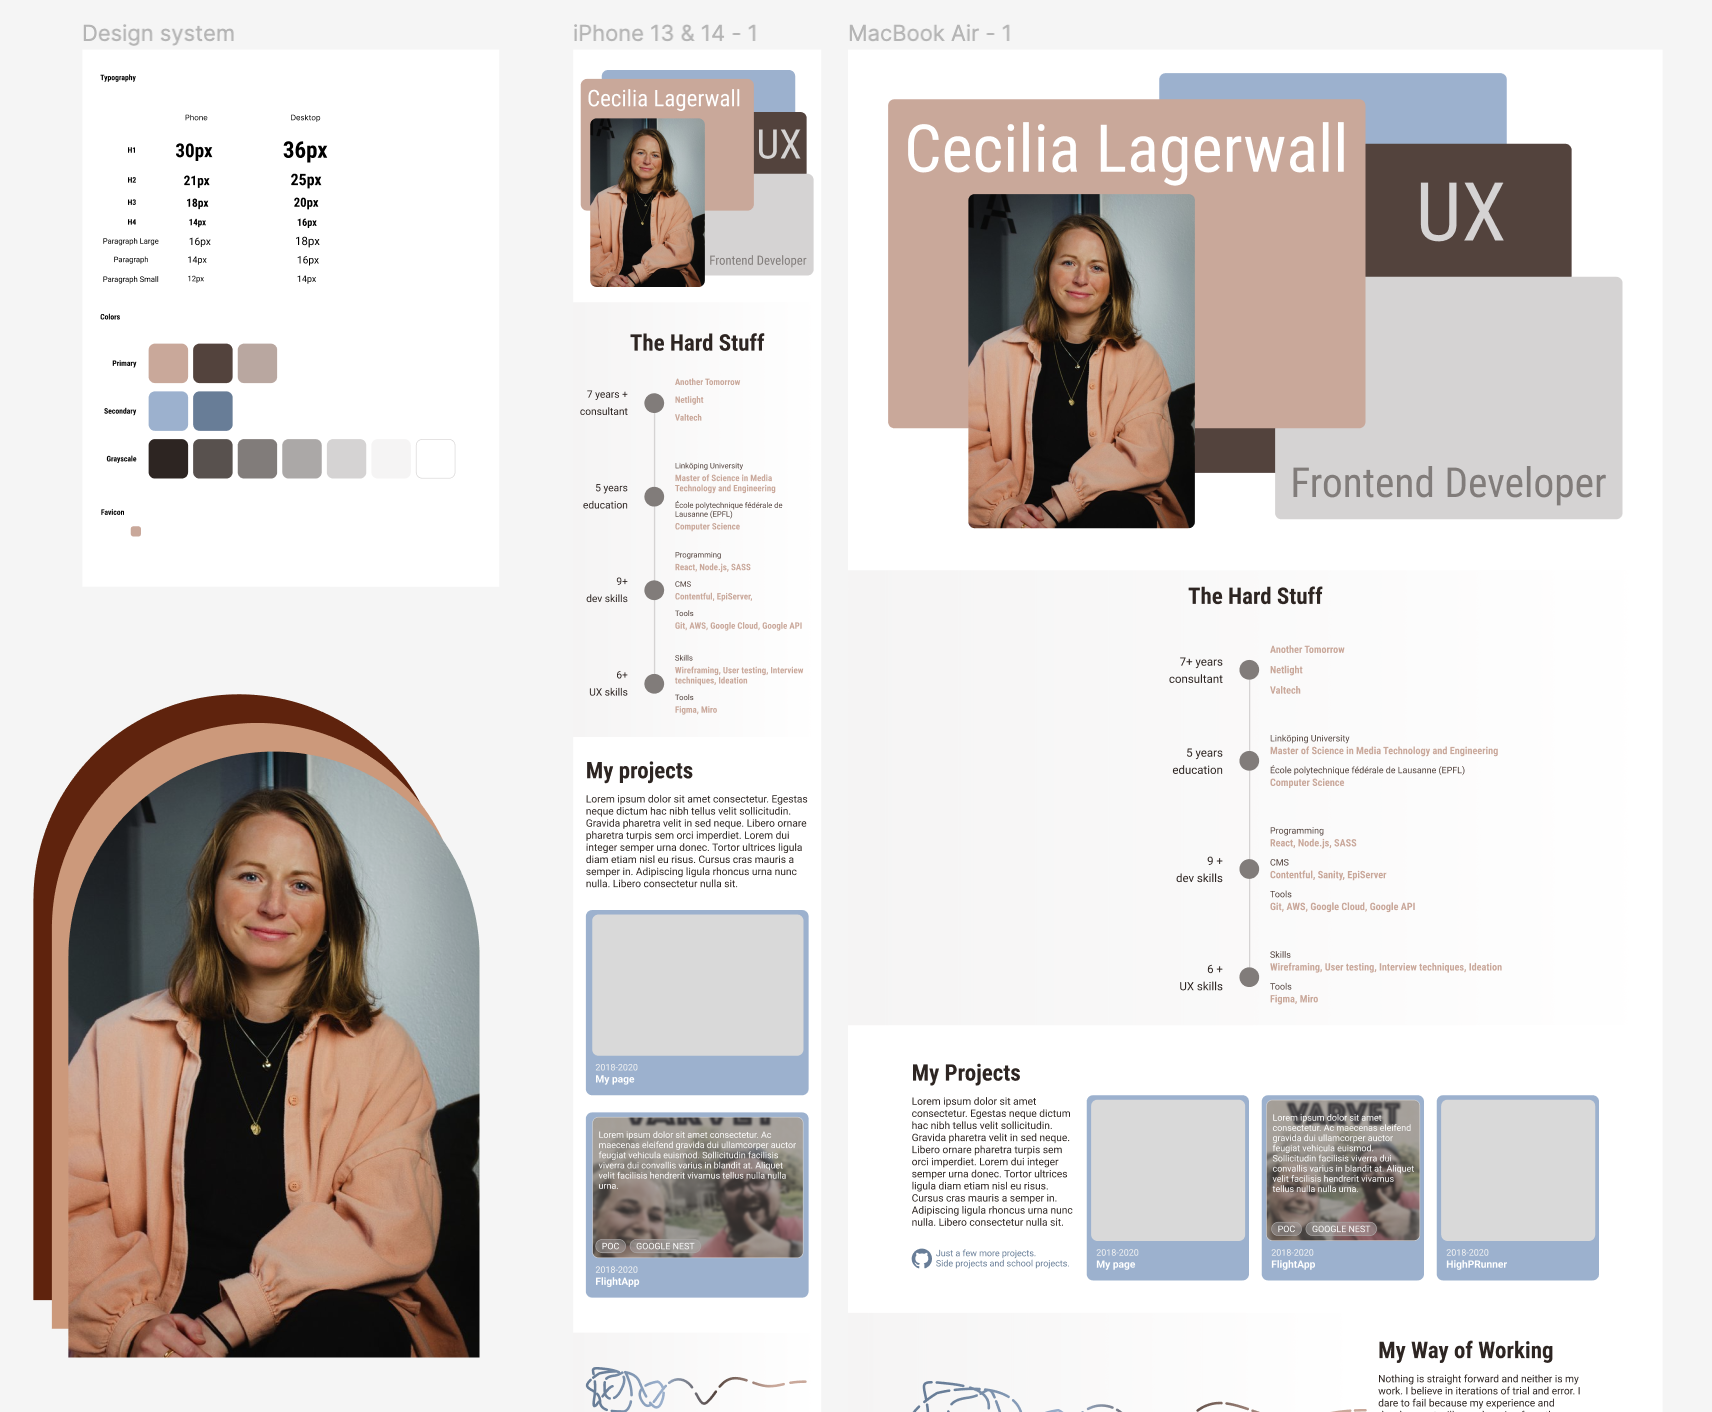 Design system
Typography
Phone
Desktop
H1
30px
36px
H2
21px
25px
H3
18px
20px
H4
14px
16px
Paragraph Large
16px
18px
Paragraph
14px
16px
Paragraph Small
12px
14px
Colors
Primary
Secondary
Grayscale
Favicon
iPhone 13 & 14 - 1
Cecilia Lagerwall
UX
Frontend Developer
The Hard Stuff
7 years +
consultant
Another Tomorrow
Netlight
Valtech
5 years
education
Linköping University
Master of Science in Media
Technology and Engineering
École polytechnique fédérale de
Lausanne (EPFL)
Computer Science
9+
dev skills
Programming
React, Node.js, SASS
CMS
Contentful, EpiServer,
Tools
Git, AWS, Google Cloud, Google API
6+
UX skills
Skills
Wireframing, User testing, Interview
techniques, Ideation
Tools
Figma, Miro
My projects
Lorem ipsum dolor sit amet consectetur. Egestas
neque dictum hac nibh tellus velit sollicitudin.
Gravida pharetra velit in sed neque. Libero ornare
pharetra turpis sem orci imperdiet. Lorem dui
integer semper urna donec. Tortor ultrices ligula
diam etiam nisl eu risus. Cursus cras mauris a
semper in. Adipiscing ligula rhoncus urna nunc
nulla. Libero consectetur nulla sit.
2018-2020
My page
VARVET
Lorem ipsum dolor sit amet consectetur. Ac
maecenas eleifend gravida dui ullamcorper auctor
feugiat vehicula euismod. Sollicitudin facilisis
viverra dui convallis varius in blandit at. Aliquet
velit facilisis hendrerit vivamus tellus nulla nulla
urna.
POC
GOOGLE NEST
2018-2020
FlightApp
MacBook Air - 1
Cecilia Lagerwall
UX
Frontend Developer
The Hard Stuff
7+ years
consultant
Another Tomorrow
Netlight
Valtech
5 years
education
Linköping University
Master of Science in Media Technology and Engineering
École polytechnique fédérale de Lausanne (EPFL)
Computer Science
9 +
dev skills
Programming
React, Node.js, SASS
CMS
Contentful, Sanity, EpiServer
Tools
Git, AWS, Google Cloud, Google API
6 +
UX skills
Skills
Wireframing, User testing, Interview techniques, Ideation
Tools
Figma, Miro
My Projects
Lorem ipsum dolor sit amet
consectetur. Egestas neque dictum
hac nibh tellus velit sollicitudin.
Gravida pharetra velit in sed neque.
Libero ornare pharetra turpis sem
orci imperdiet. Lorem dui integer
semper urna donec. Tortor ultrices
ligula diam etiam nisl eu risus.
Cursus cras mauris a semper in.
Adipiscing ligula rhoncus urna nunc
nulla. Libero consectetur nulla sit.
Just a few more projects.
Side projects and school projects.
2018-2020
My page
VARVET
Lorem ipsum dolor sit amet
consectetur. Ac maecenas eleifend
gravida dui ullamcorper auctor
feugiat vehicula euismod.
Sollicitudin facilisis viverra dui
convallis varius in blandit at. Aliquet
velit facilisis hendrerit vivamus
tellus nulla nulla urna.
POC
GOOGLE NEST
2018-2020
FlightApp
2018-2020
HighPRunner
My Way of Working
Nothing is straight forward and neither is my
work. I believe in iterations of trial and error. I
dare to fail because my experience and